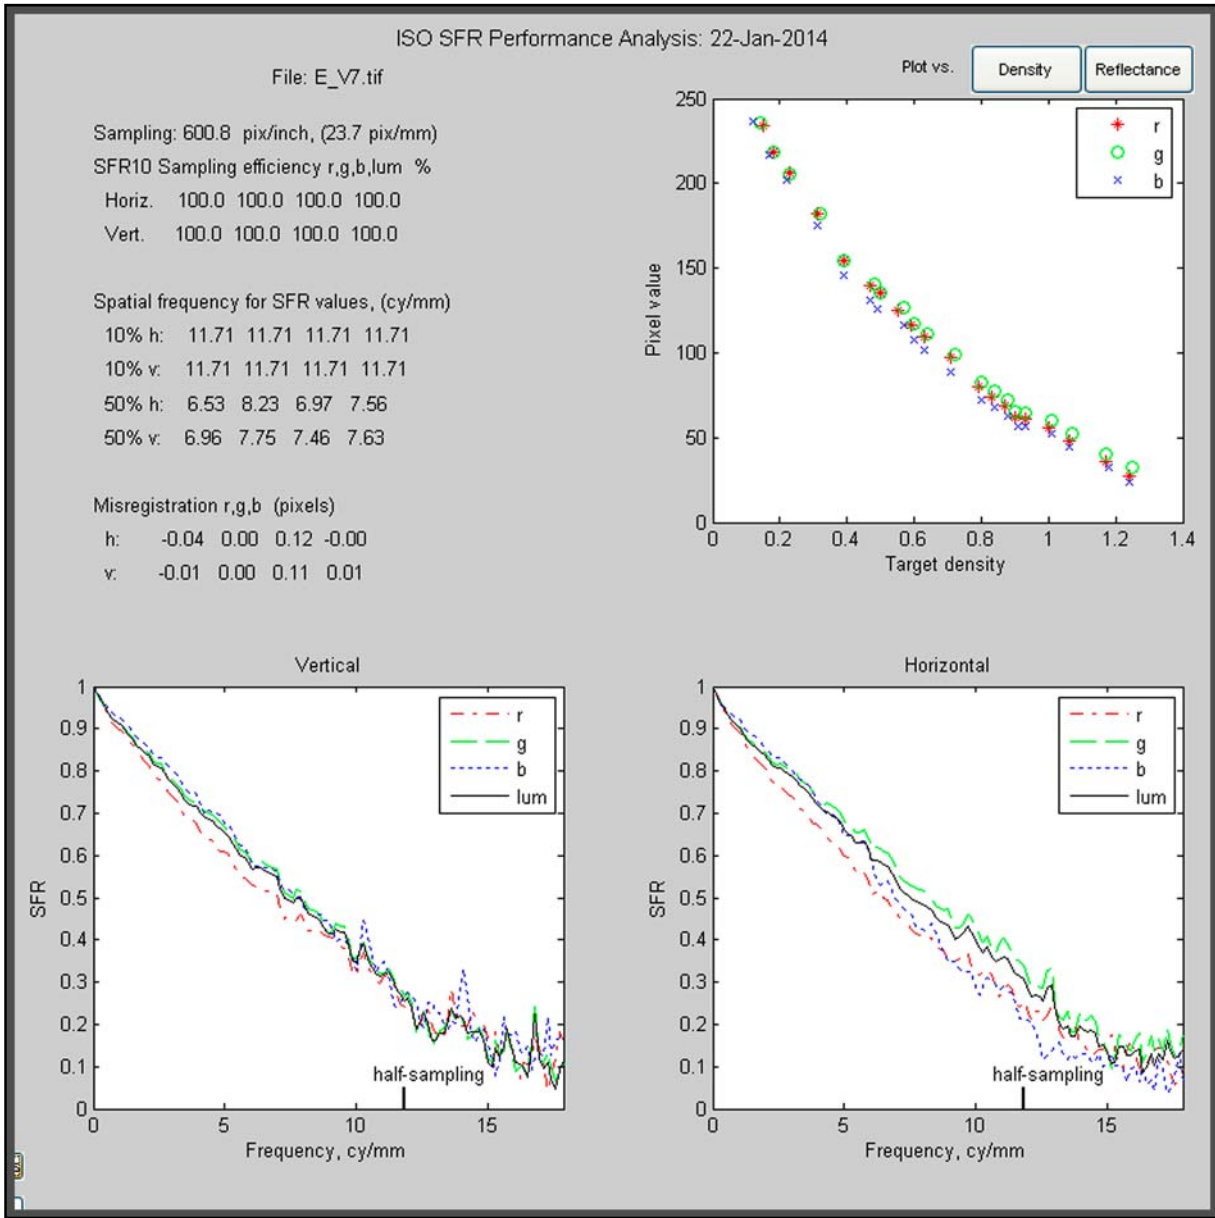 ISO SFR Performance Analysis: 22-Jan-2014
File: E_V7.tif
Plot vs. Density Reflectance
Sampling: 600.8 pix/inch, (23.7 pix/mm)
SFR10 Sampling efficiency r,g,b,lum %
Horiz. 100.0 100.0 100.0 100.0
Vert. 100.0 100.0 100.0 100.0
Spatial frequency for SFR values, (cy/mm)
10% h: 11.71 11.71 11.71 11.71
10% v: 11.71 11.71 11.71 11.71
50% h: 6.53 8.23 6.97 7.56
50% v: 6.96 7.75 7.46 7.63
Misregistration r,g,b (pixels)
h: -0.04 0.00 0.12 -0.00
v: -0.01 0.00 0.11 0.01
250
200
150
100
50
0
Pixel value
r
g
b
0 0.2 0.4 0.6 0.8 1 1.2 1.4
Target density
Vertical
1
0.9
0.8
0.7
0.6
0.5
0.4
0.3
0.2
0.1
0
SFR
r
g
b
lum
half-sampling
0 5 10 15
Frequency, cy/mm
Horizontal
1
0.9
0.8
0.7
0.6
0.5
0.4
0.3
0.2
0.1
0
SFR
r
g
b
lum
half-sampling
0 5 10 15
Frequency, cy/mm